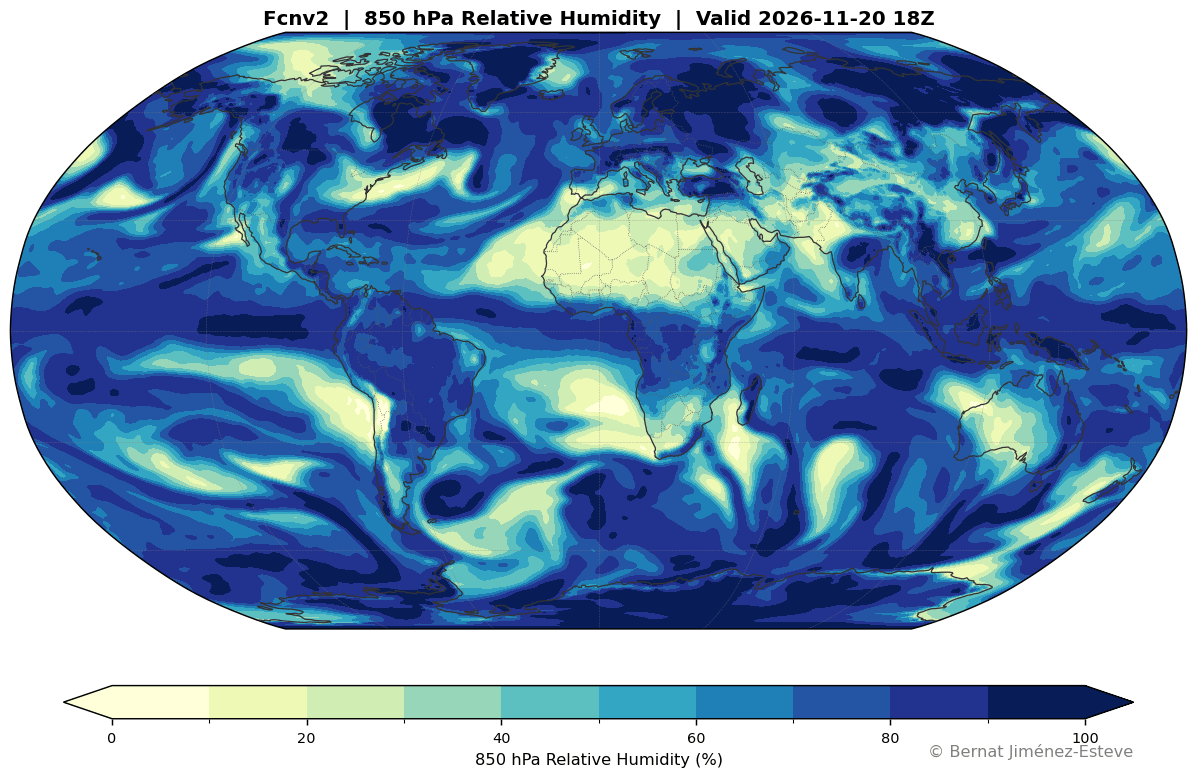 Fcnv2 | 850 hPa Relative Humidity | Valid 2026-11-20 18Z
0 20 40 60 80 100
850 hPa Relative Humidity (%)
© Bernat Jiménez-Esteve